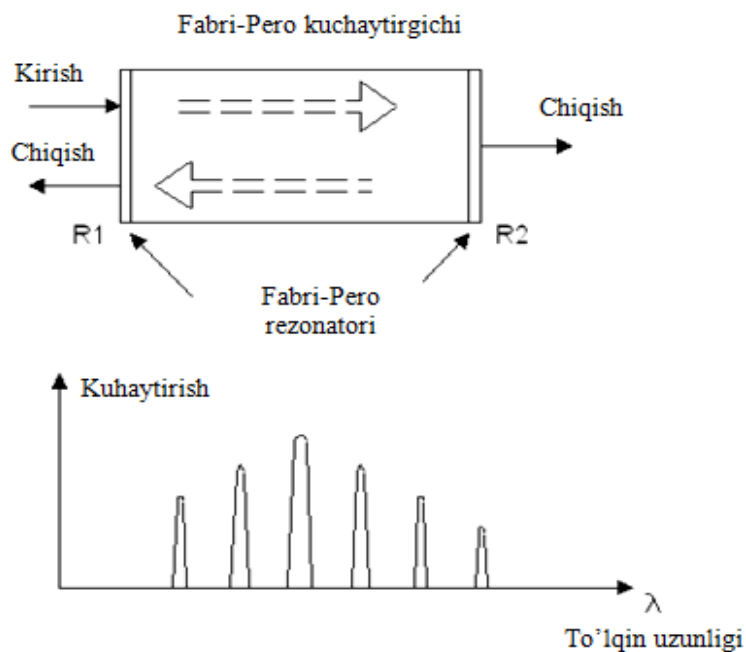 Fabri-Pero kuchaytirgichi
Kirish
Chiqish
Chiqish
R1
R2
Fabri-Pero
rezonatori
Kuhaytirish
λ
To’lqin uzunligi